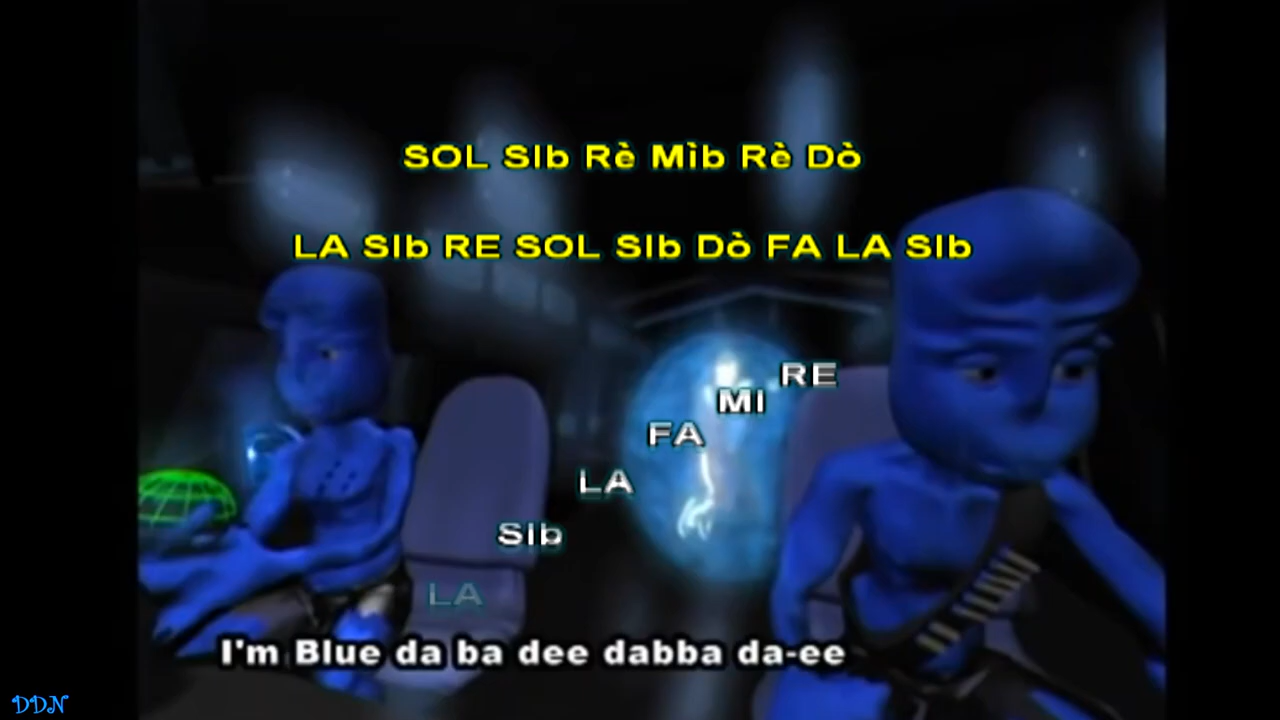 SOL SIb Rè Mìb Rè Dò
LA SIb RE SOL SIb Dò FA LA SIb
RE
MI
FA
LA
SIb
LA
I'm Blue da ba dee dabba da-ee
DDN